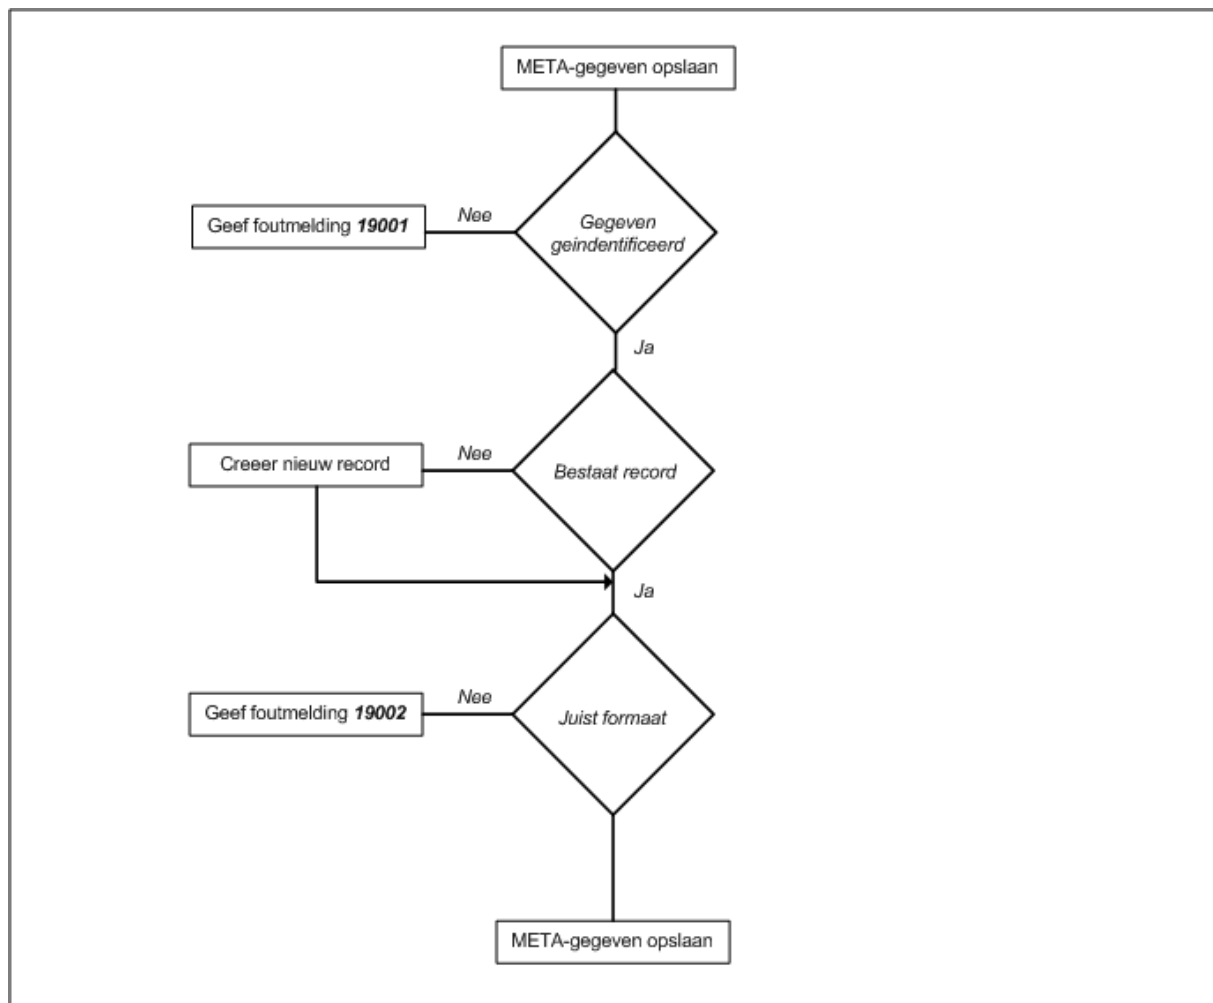 META-gegeven opslaan
Nee
Geef foutmelding 19001
Gegeven
geindentificeerd
Ja
Nee
Creeer nieuw record
Bestaat record
Ja
Nee
Geef foutmelding 19002
Juist formaat
META-gegeven opslaan